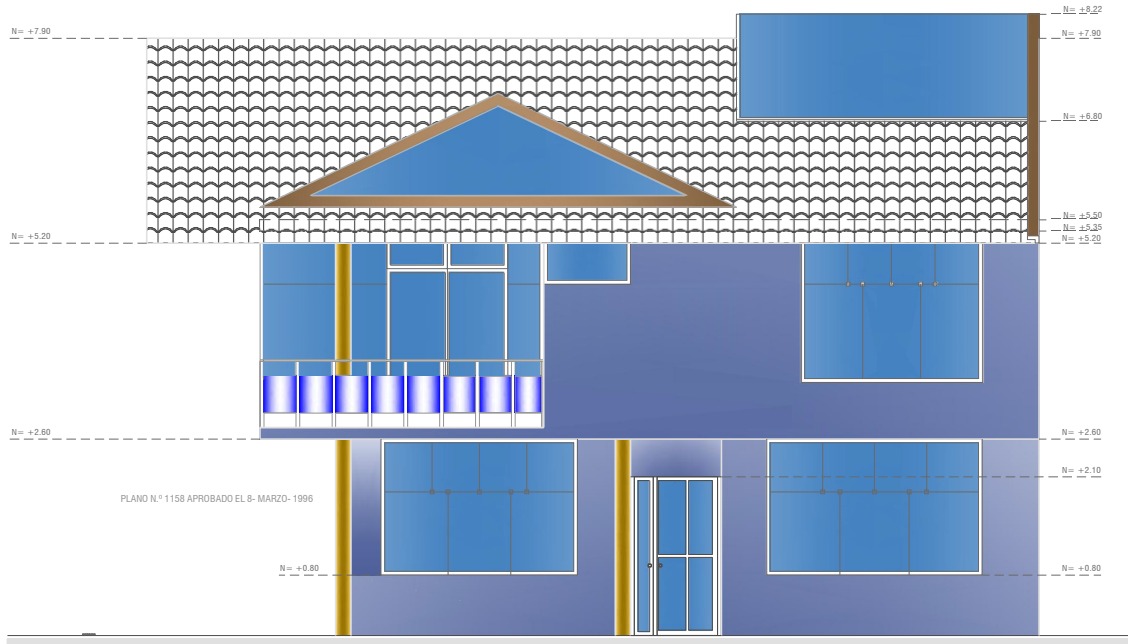 N= +8.22
N= +7.90
N= +7.90
N= +6.80
N= +5.50
N= +5.35
N= +5.20
N= +5.20
N= +2.60
N= +2.60
N= +2.10
PLANO N.º 1158 APROBADO EL 8- MARZO- 1996
N= +0.80
N= +0.80